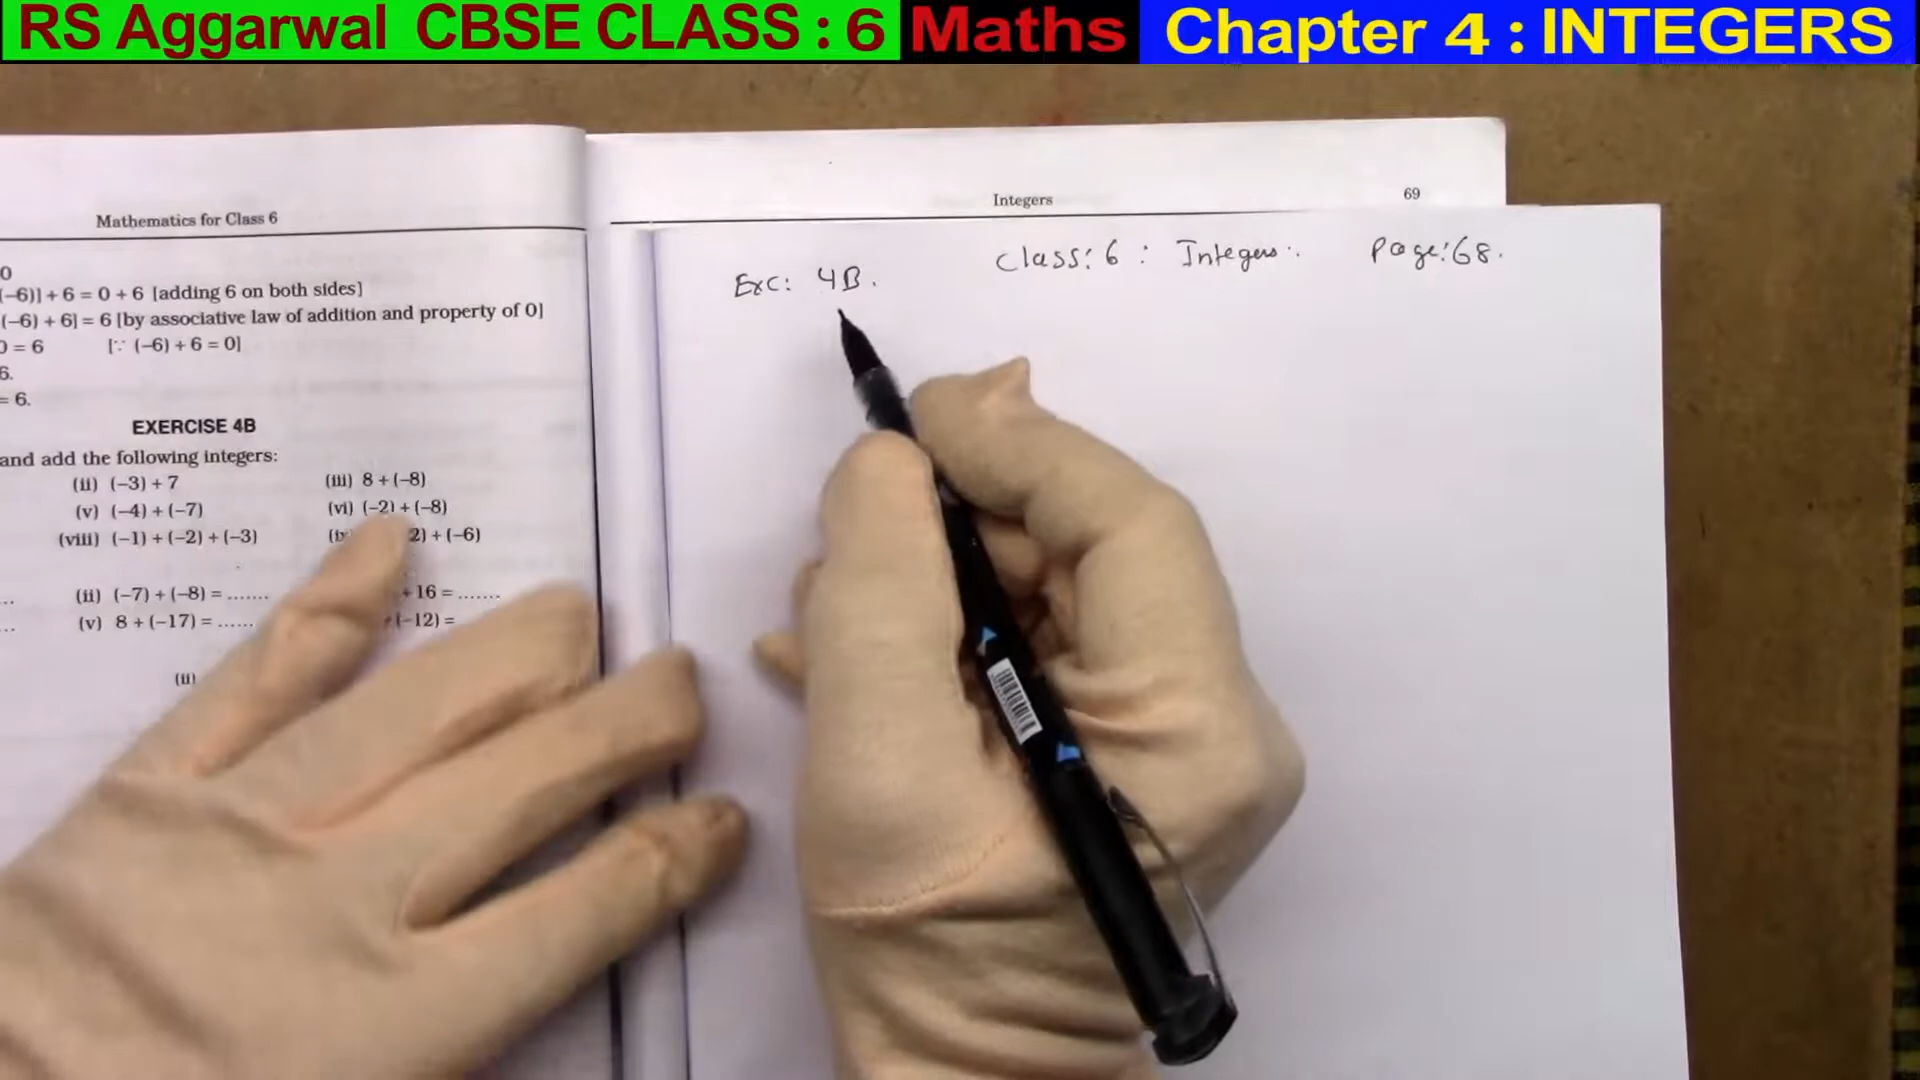 RS Aggarwal CBSE CLASS : 6 Maths Chapter 4 : INTEGERS
Mathematics for Class 6
0
(-6)] + 6 = 0 + 6 [adding 6 on both sides]
(-6) + 6] = 6 [by associative law of addition and property of 0]
0 = 6 [∵ (-6) + 6 = 0]
6.
= 6.
EXERCISE 4B
and add the following integers:
(ii) (-3) + 7 (iii) 8 + (-8)
(v) (-4) + (-7) (vi) (-2) + (-8)
(viii) (-1) + (-2) + (-3) 2) + (-6)
.. (ii) (-7) + (-8) = ....... + 16 = .......
.. (v) 8 + (-17) = ...... (-12) =
(ii)
Integers 69
Class: 6 : Integers. Page: 68.
Exc: 4B.